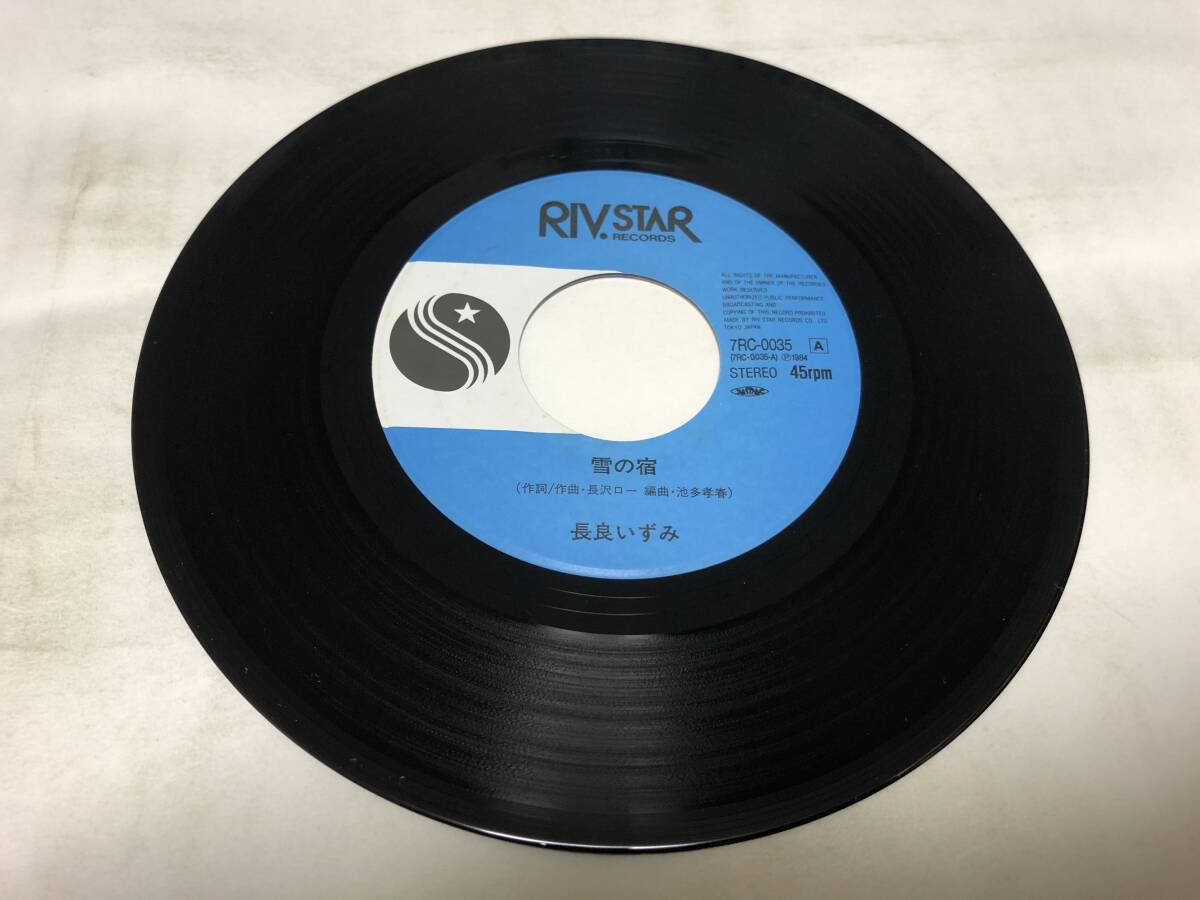 RIV.STAR
RECORDS
ALL RIGHTS OF THE MANUFACTURER
AND OF THE OWNER OF THE RECORDED
WORK RESERVED
UNAUTHORIZED PUBLIC PERFORMANCE
BROADCASTING AND
COPYING OF THIS RECORD PROHIBITED
MADE BY RIV.STAR RECORDS CO. LTD.
TOKYO JAPAN
7RC-0035 A
(7RC-0035-A) Ⓟ1984
STEREO 45rpm
雪の宿
(作詞/作曲・長沢ロー 編曲・池多孝春)
長良いずみ